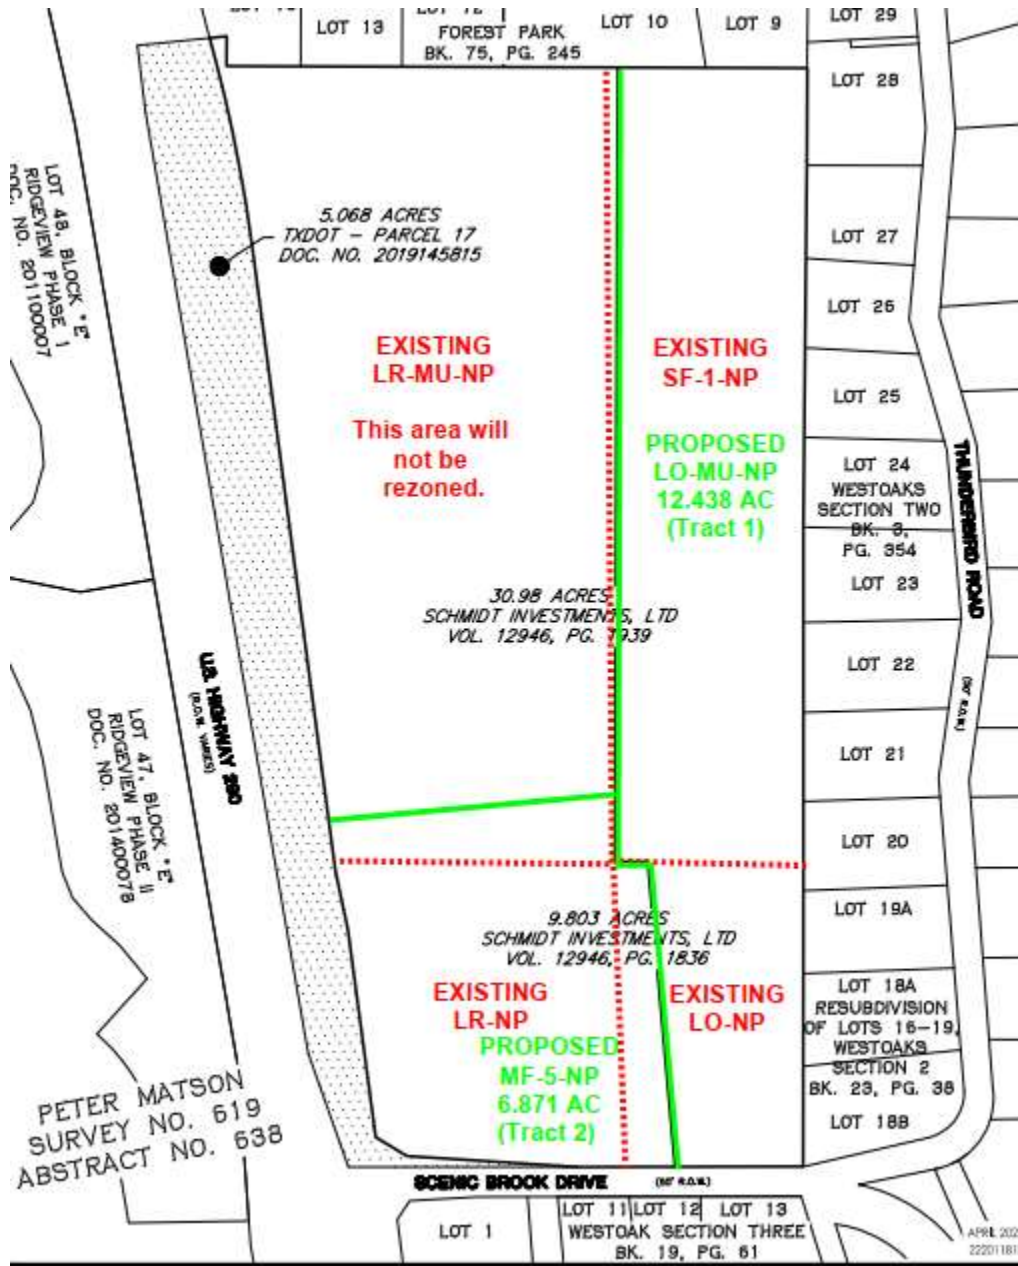 LOT 13
LOT 12
FOREST PARK
BK. 75, PG. 245
LOT 10
LOT 9
LOT 29
LOT 28
LOT 27
LOT 26
LOT 25
LOT 24
WESTOAKS
SECTION TWO
BK. 3,
PG. 354
LOT 23
LOT 22
LOT 21
LOT 20
LOT 19A
LOT 18A
RESUBDIVISION
OF LOTS 16-19,
WESTOAKS
SECTION 2
BK. 23, PG. 38
LOT 18B
THUNDERBIRD ROAD
(50' R.O.W.)
LOT 48, BLOCK "E"
RIDGEVIEW PHASE 1
DOC. NO. 201100007
5.068 ACRES
TXDOT - PARCEL 17
DOC. NO. 2019145815
EXISTING
LR-MU-NP
This area will
not be
rezoned.
EXISTING
SF-1-NP
PROPOSED
LO-MU-NP
12.438 AC
(Tract 1)
30.98 ACRES
SCHMIDT INVESTMENTS, LTD
VOL. 12946, PG. 1939
U.S. HIGHWAY 290
(R.O.W. VARIES)
LOT 47, BLOCK "E"
RIDGEVIEW PHASE II
DOC. NO. 201400078
9.803 ACRES
SCHMIDT INVESTMENTS, LTD
VOL. 12946, PG. 1836
EXISTING
LR-NP
PROPOSED
MF-5-NP
6.871 AC
(Tract 2)
EXISTING
LO-NP
PETER MATSON
SURVEY NO. 619
ABSTRACT NO. 638
SCENIC BROOK DRIVE
(60' R.O.W.)
LOT 1
LOT 11 LOT 12 LOT 13
WESTOAK SECTION THREE
BK. 19, PG. 61
APRIL 202
22201181